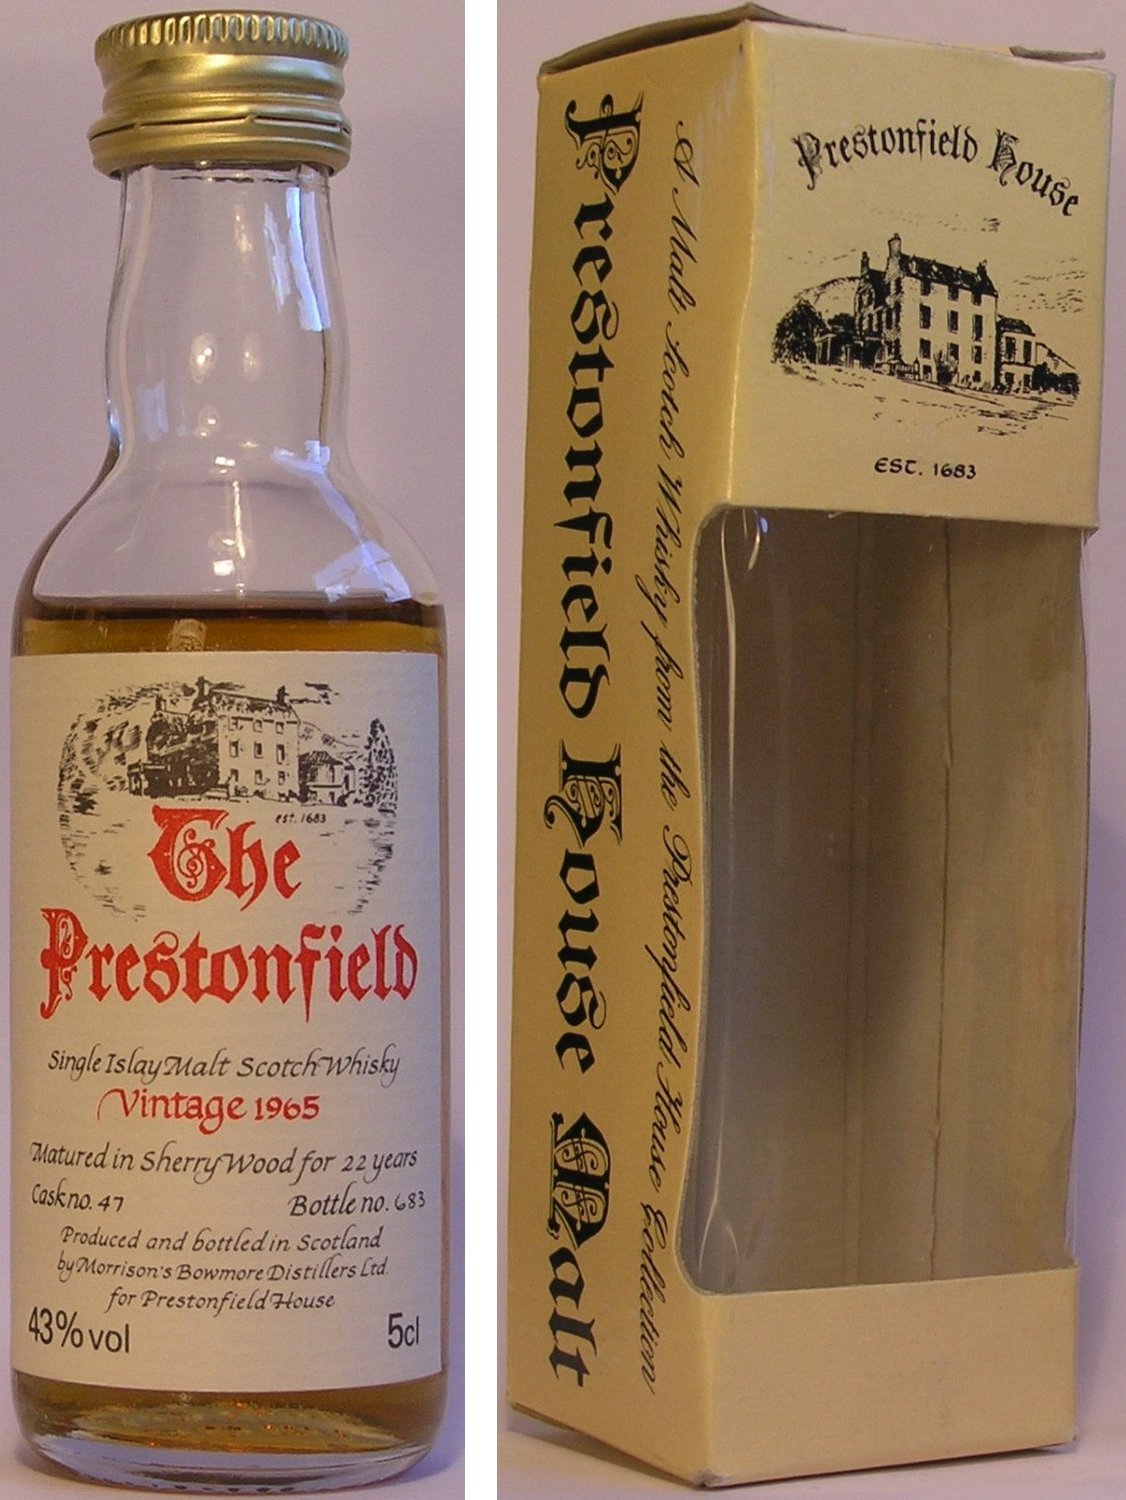 est. 1683
The
Prestonfield
Single Islay Malt Scotch Whisky
Vintage 1965
Matured in Sherry Wood for 22 years
Cask no. 47 Bottle no. 683
Produced and bottled in Scotland
by Morrison's Bowmore Distillers Ltd.
for Prestonfield House
43% vol 5cl
Prestonfield House Malt
A Malt Scotch Whisky from the Prestonfield House Collection
Prestonfield House
EST. 1683